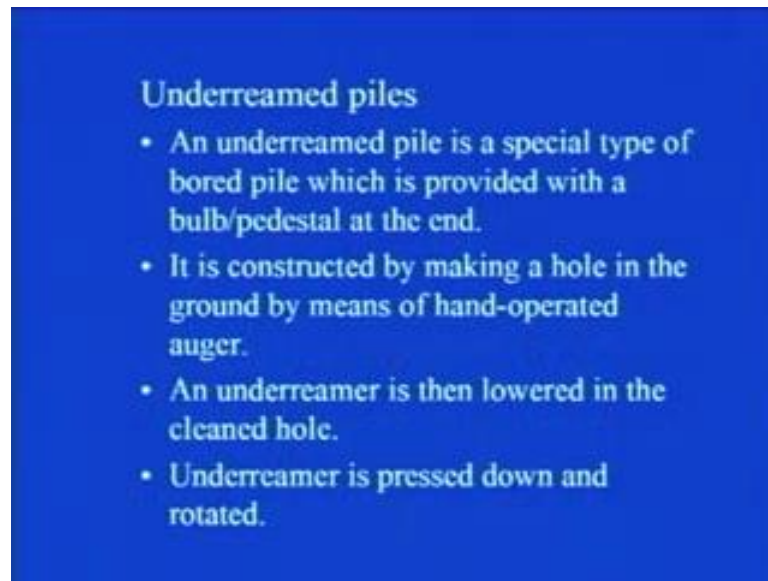 Underreamed piles
• An underreamed pile is a special type of
bored pile which is provided with a
bulb/pedestal at the end.
• It is constructed by making a hole in the
ground by means of hand-operated
auger.
• An underreamer is then lowered in the
cleaned hole.
• Underreamer is pressed down and
rotated.